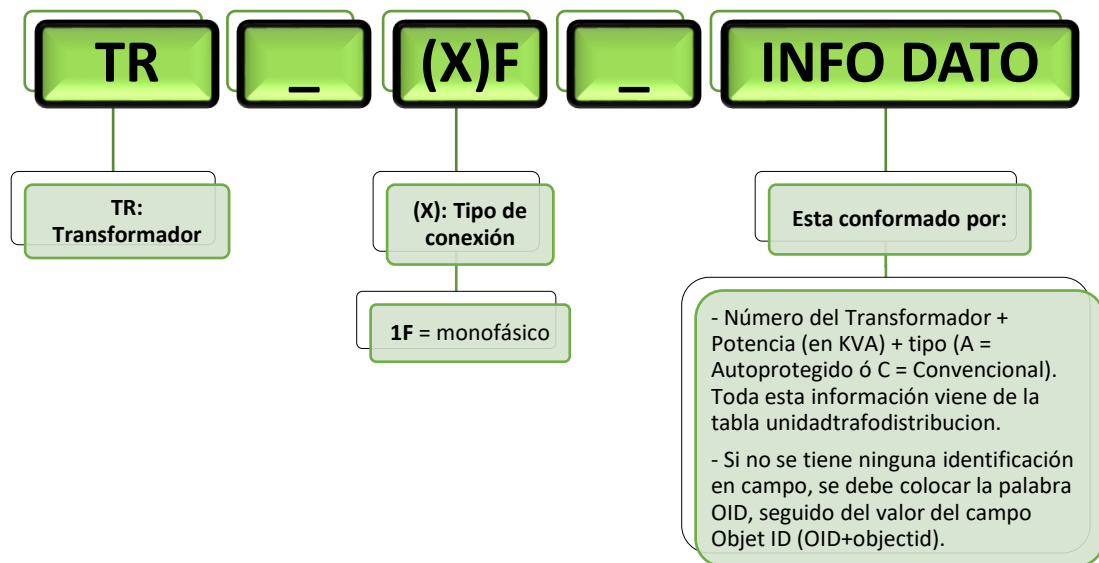 TR _ (X)F _ INFO DATO
TR:
Transformador
(X): Tipo de
conexión
Esta conformado por:
1F = monofásico
- Número del Transformador +
Potencia (en KVA) + tipo (A =
Autoprotegido ó C = Convencional).
Toda esta información viene de la
tabla unidadtrafodistribucion.
- Si no se tiene ninguna identificación
en campo, se debe colocar la palabra
OID, seguido del valor del campo
Objet ID (OID+objectid).